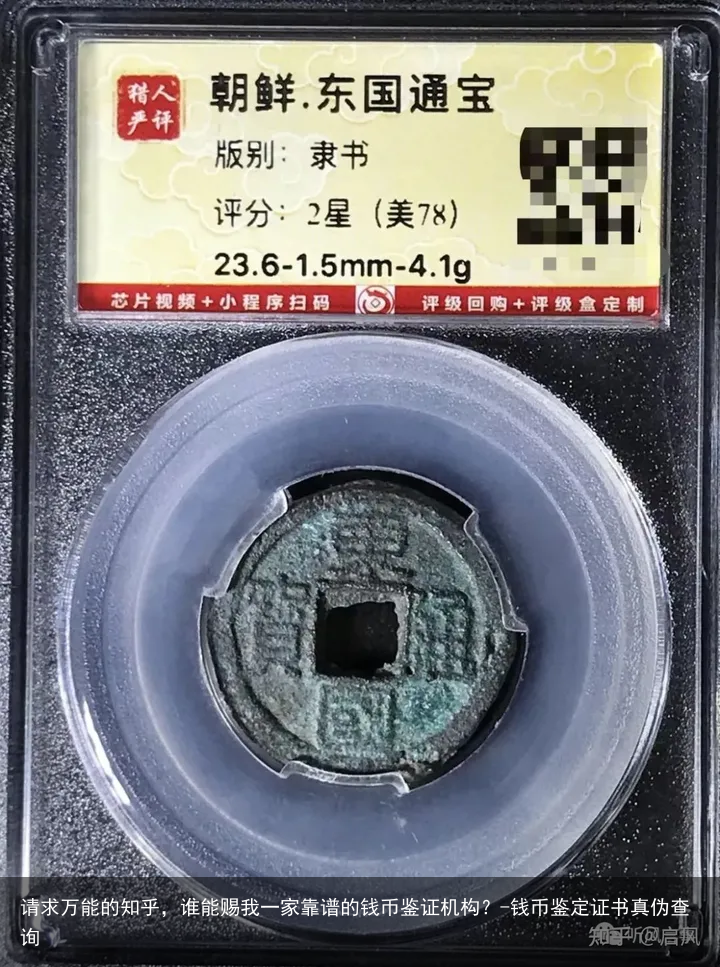 猎人
严评
朝鲜.东国通宝
版别：隶书
评分：2星（美78）
23.6-1.5mm-4.1g
芯片视频+小程序扫码 评级回购+评级盒定制
東
寶 通
國
请求万能的知乎，谁能赐我一家靠谱的钱币鉴证机构？-钱币鉴定证书真伪查
询
知乎 @启飒